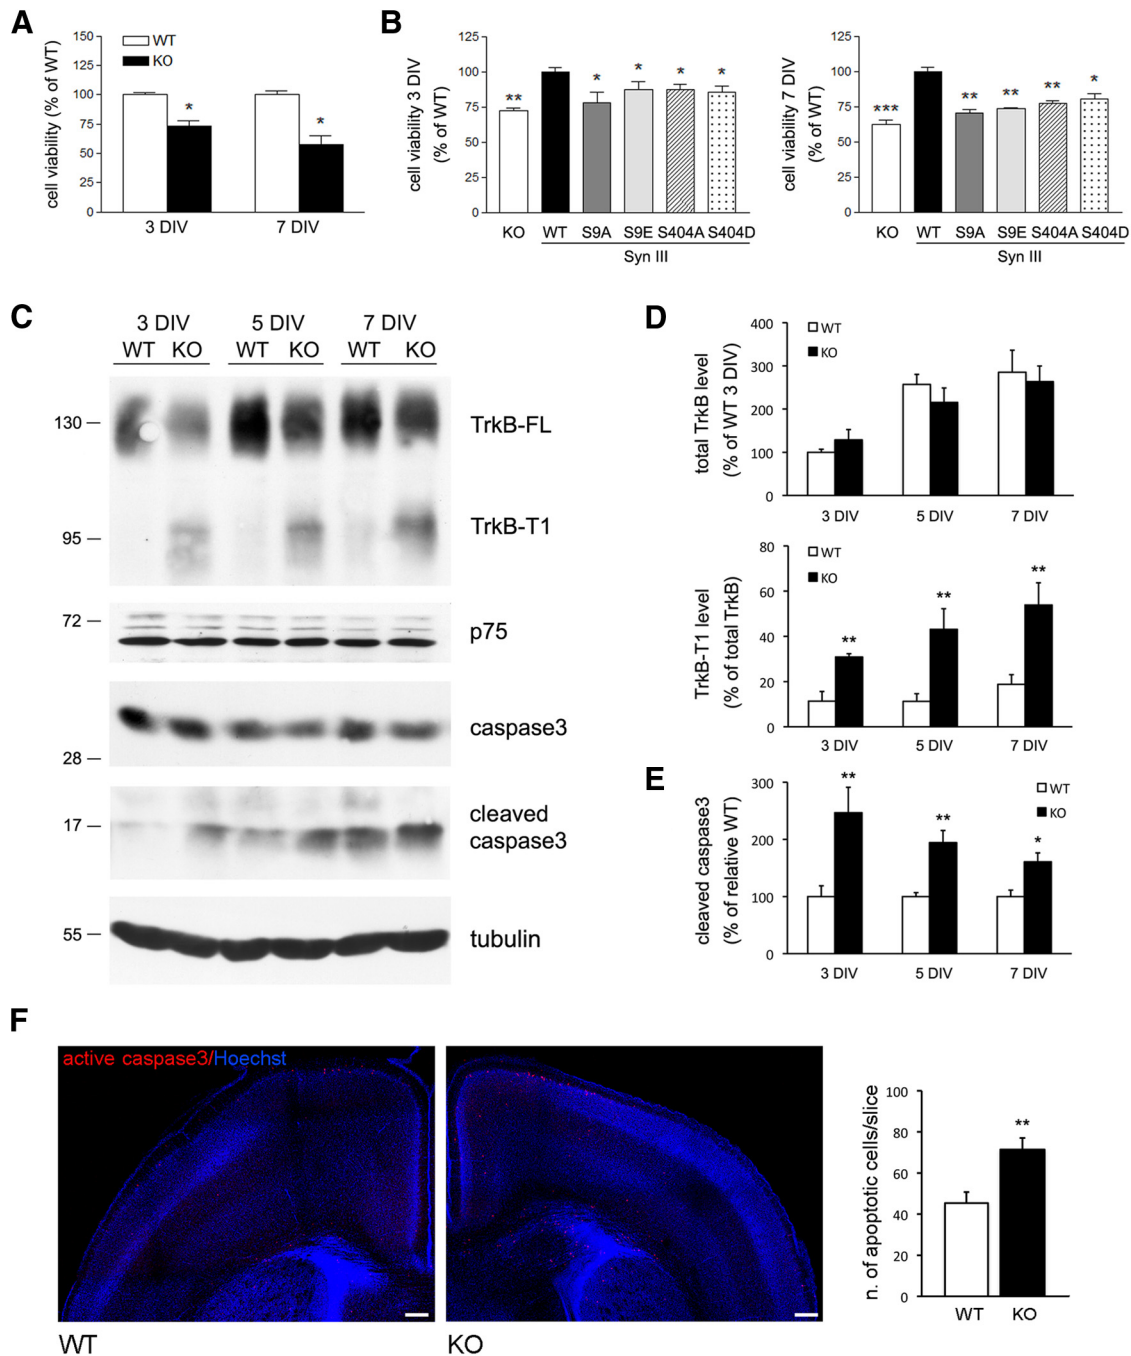 A
cell viability (% of WT)
150
125
100
75
50
25
0
WT
KO
*
*
3 DIV
7 DIV
B
cell viability 3 DIV
(% of WT)
125
100
75
50
25
0
**
*
*
*
*
KO
WT
S9A
S9E
S404A
S404D
Syn III
cell viability 7 DIV
(% of WT)
125
100
75
50
25
0
***
**
**
**
*
KO
WT
S9A
S9E
S404A
S404D
Syn III
C
3 DIV
5 DIV
7 DIV
WT KO WT KO WT KO
130
TrkB-FL
95
TrkB-T1
72
p75
caspase3
28
17
cleaved
caspase3
55
tubulin
D
total TrkB level
(% of WT 3 DIV)
400
300
200
100
0
WT
KO
3 DIV
5 DIV
7 DIV
TrkB-T1 level
(% of total TrkB)
80
60
40
20
0
WT
KO
**
**
**
3 DIV
5 DIV
7 DIV
E
cleaved caspase3
(% of relative WT)
300
200
100
0
WT
KO
**
**
*
3 DIV
5 DIV
7 DIV
F
active caspase3/Hoechst
WT
KO
n. of apoptotic cells/slice
100
80
60
40
20
0
**
WT
KO